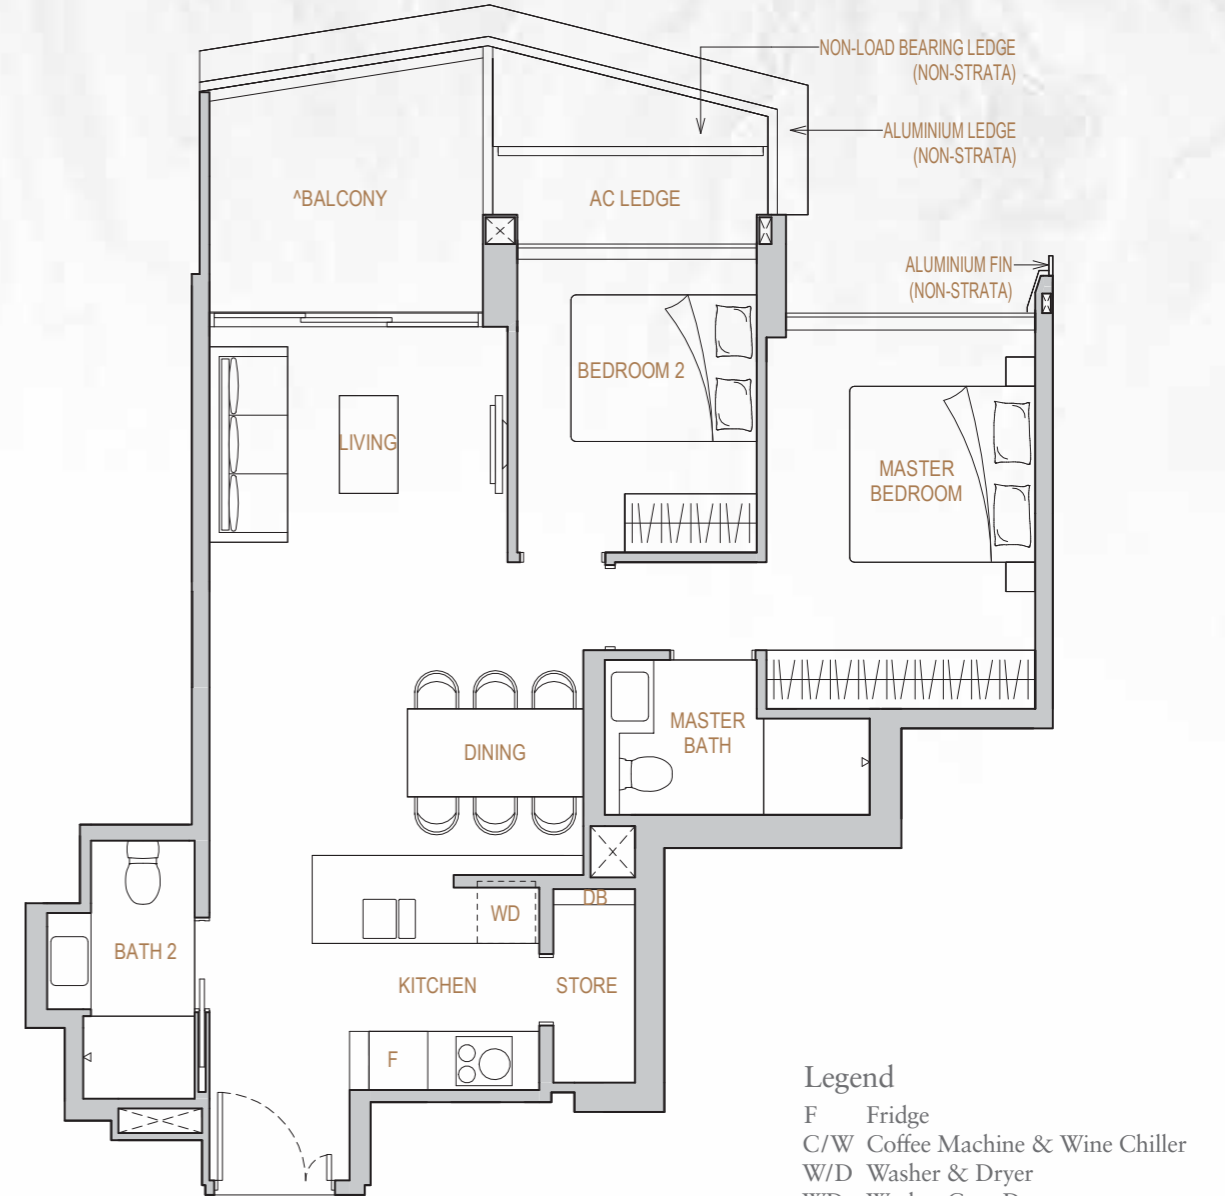 NON-LOAD BEARING LEDGE
(NON-STRATA)
ALUMINIUM LEDGE
(NON-STRATA)
^BALCONY
AC LEDGE
ALUMINIUM FIN
(NON-STRATA)
BEDROOM 2
LIVING
MASTER
BEDROOM
MASTER
BATH
DINING
DB
WD
BATH 2
KITCHEN
STORE
F
Legend
F Fridge
C/W Coffee Machine & Wine Chiller
W/D Washer & Dryer